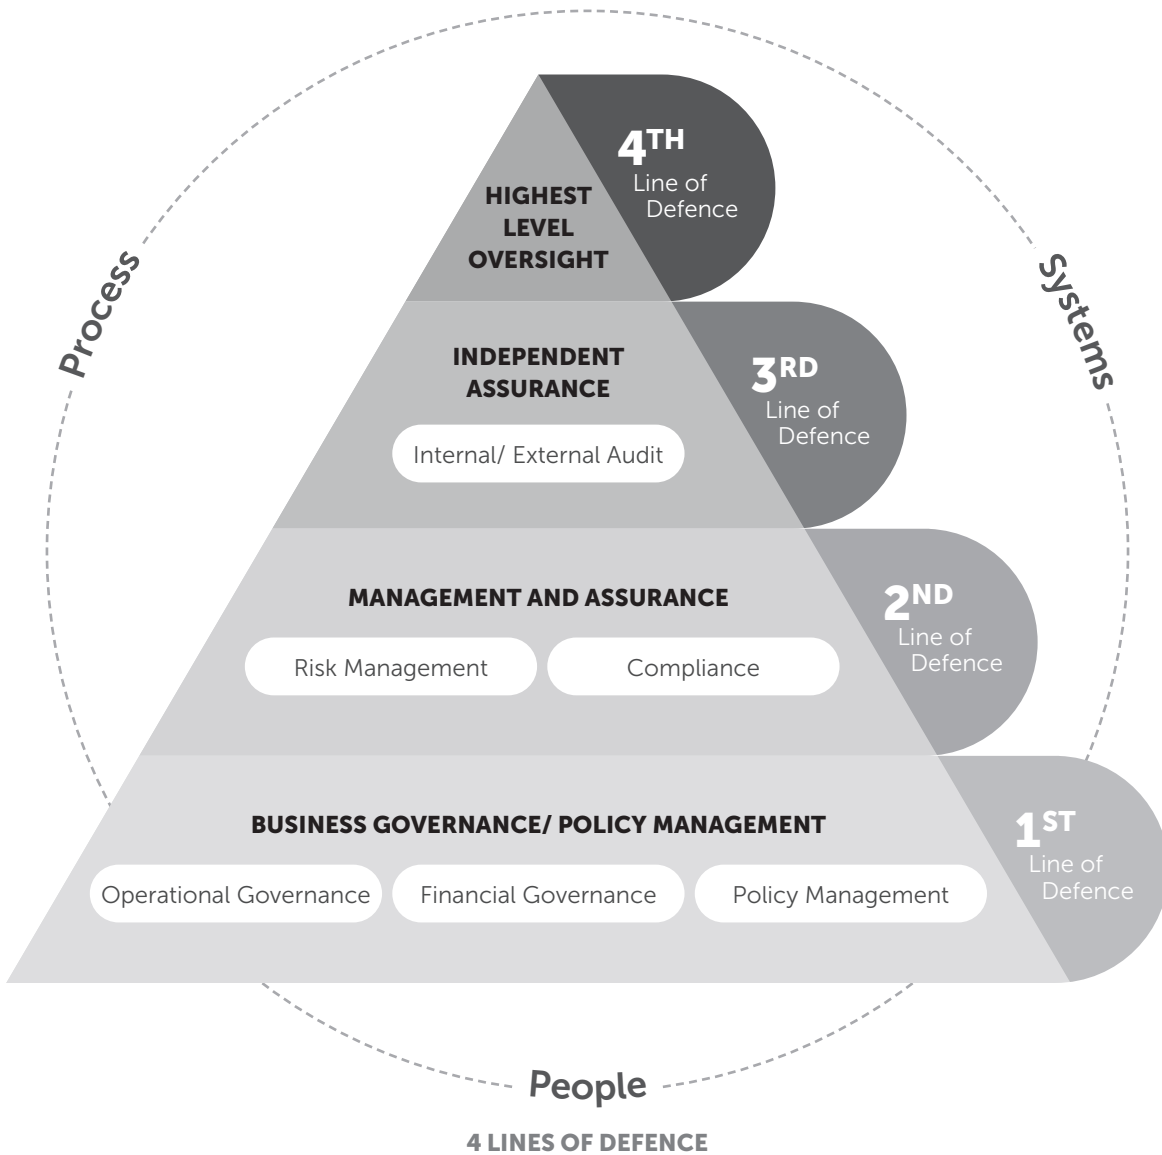 4TH
Line of
Defence
HIGHEST
LEVEL
OVERSIGHT
Process
Systems
INDEPENDENT
ASSURANCE
3RD
Line of
Defence
Internal/ External Audit
MANAGEMENT AND ASSURANCE
2ND
Line of
Defence
Risk Management
Compliance
BUSINESS GOVERNANCE/ POLICY MANAGEMENT
1ST
Line of
Defence
Operational Governance
Financial Governance
Policy Management
People
4 LINES OF DEFENCE